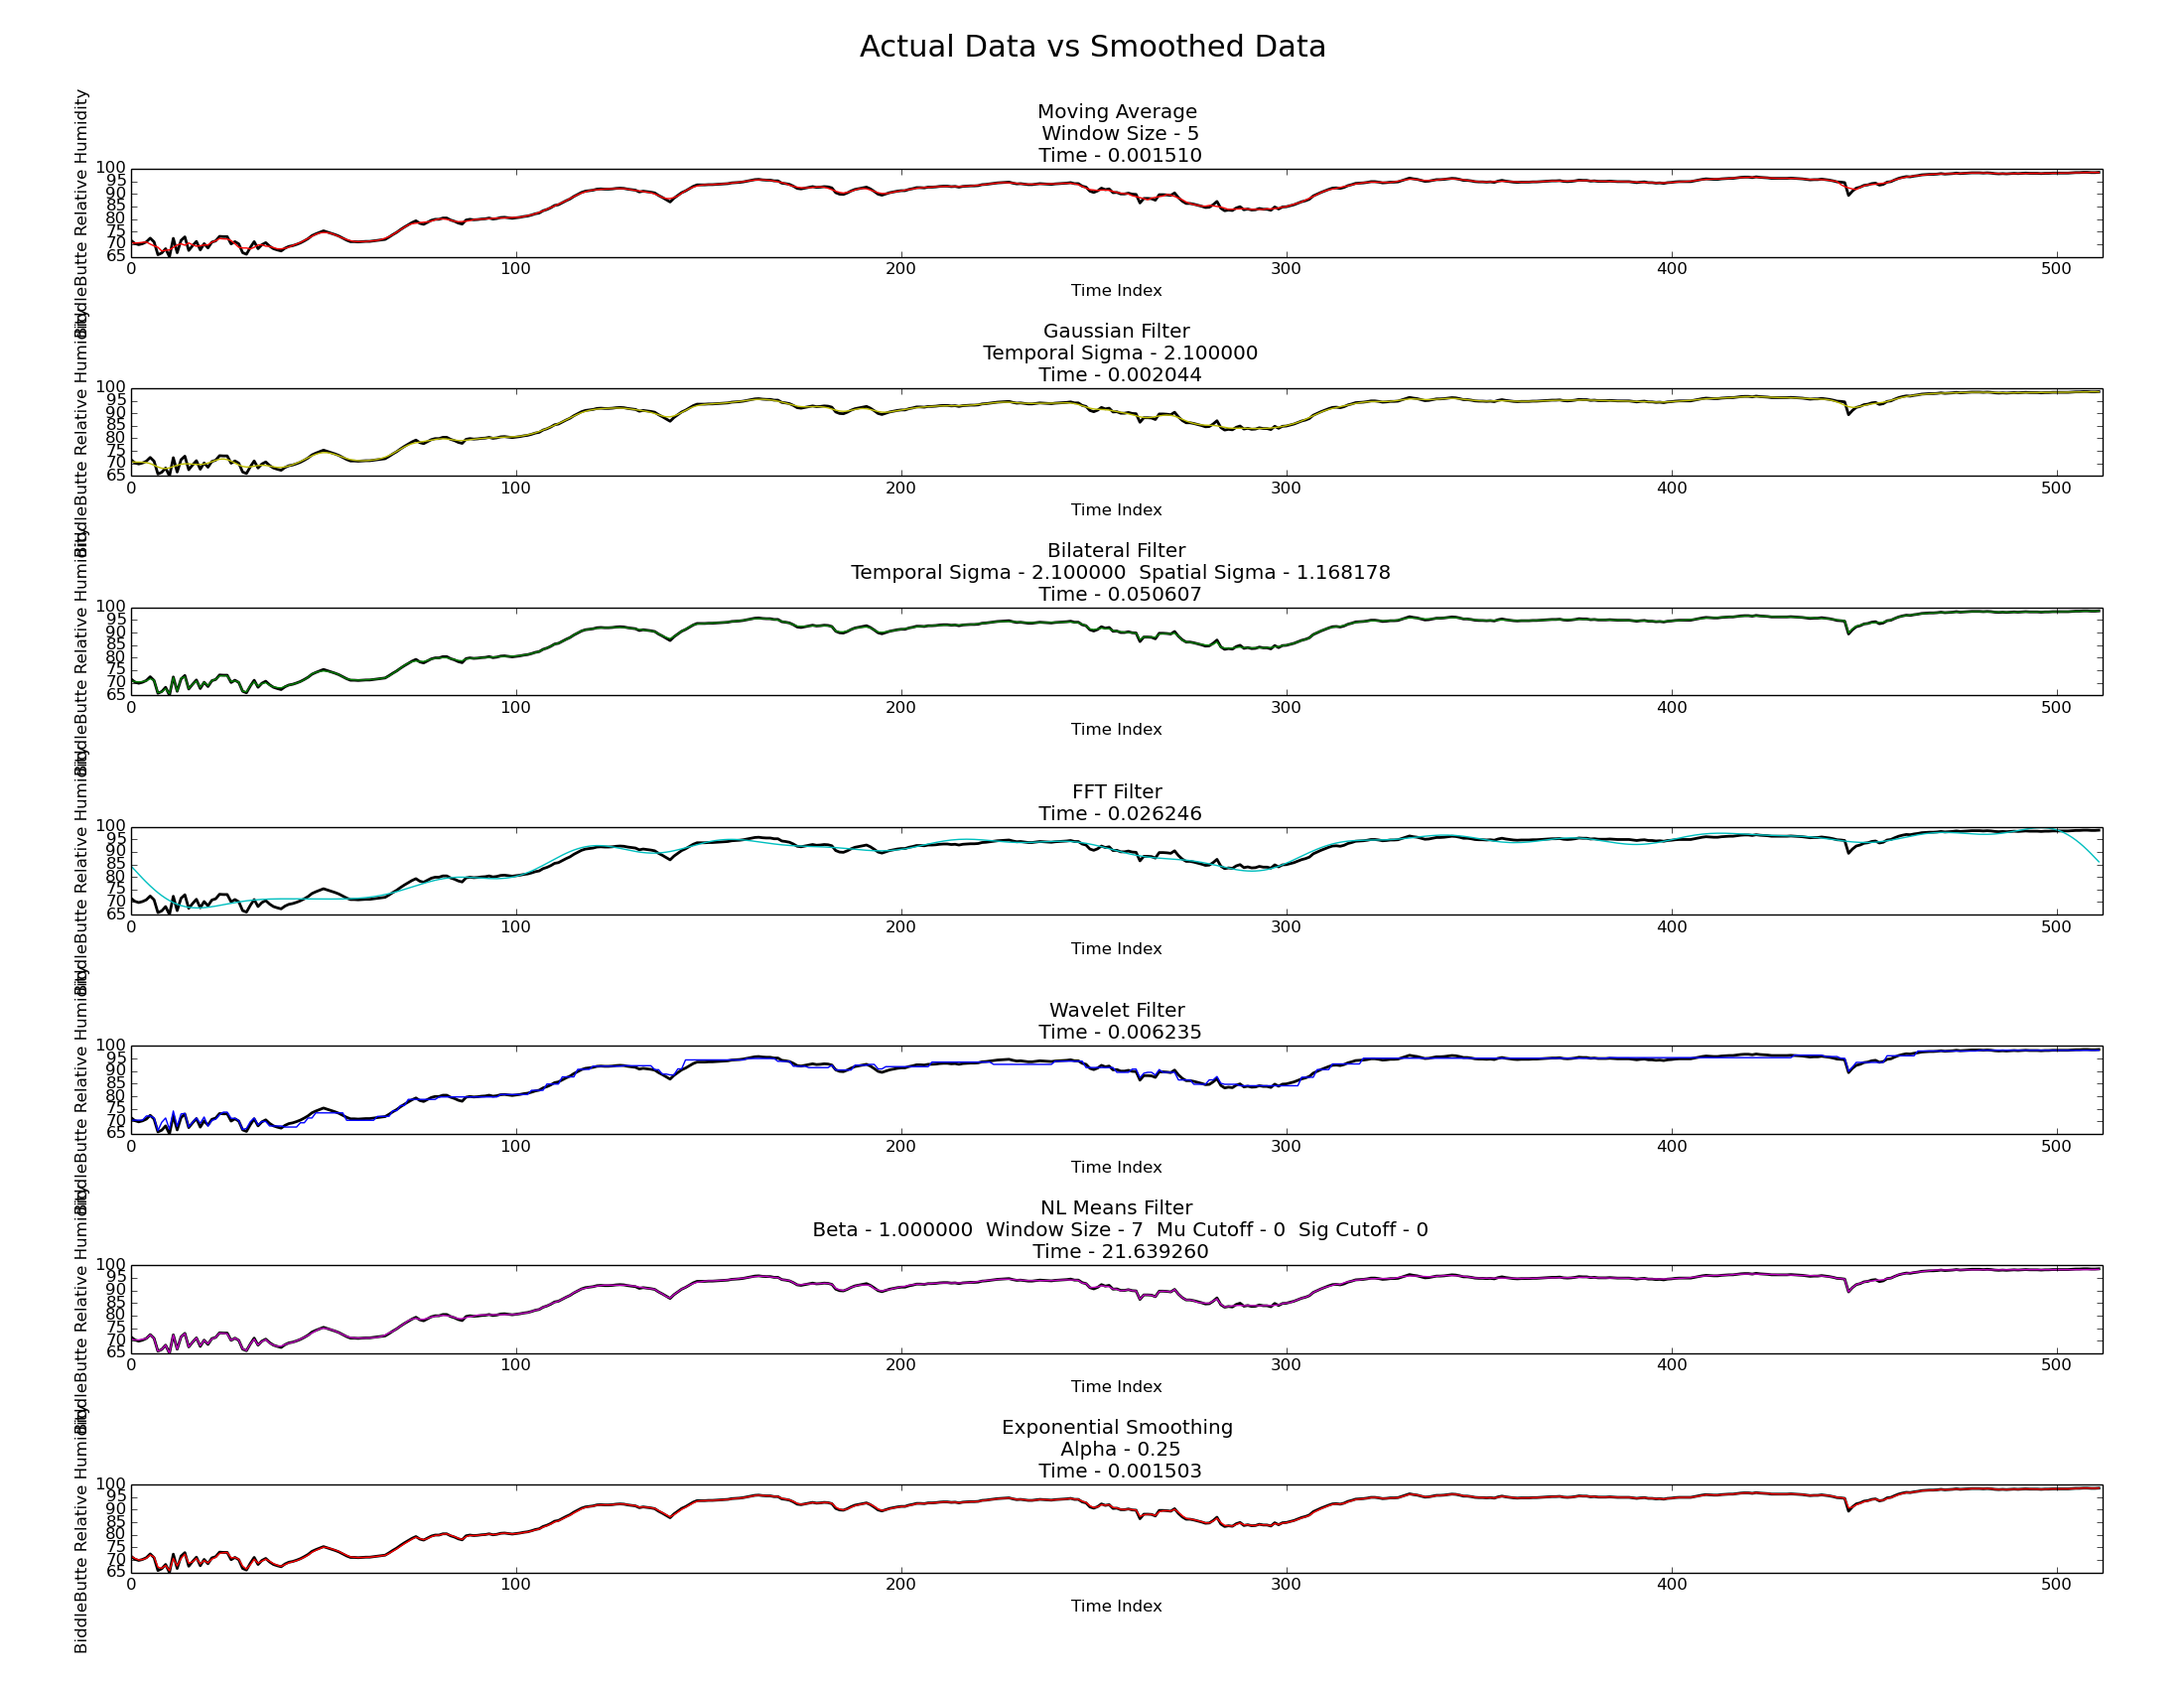 Actual Data vs Smoothed Data
Moving Average
Window Size - 5
Time - 0.001510
BiddleButte Relative Humidity
100
95
90
85
80
75
70
65
0 100 200 300 400 500
Time Index
Gaussian Filter
Temporal Sigma - 2.100000
Time - 0.002044
BiddleButte Relative Humidity
100
95
90
85
80
75
70
65
0 100 200 300 400 500
Time Index
Bilateral Filter
Temporal Sigma - 2.100000  Spatial Sigma - 1.168178
Time - 0.050607
BiddleButte Relative Humidity
100
95
90
85
80
75
70
65
0 100 200 300 400 500
Time Index
FFT Filter
Time - 0.026246
BiddleButte Relative Humidity
100
95
90
85
80
75
70
65
0 100 200 300 400 500
Time Index
Wavelet Filter
Time - 0.006235
BiddleButte Relative Humidity
100
95
90
85
80
75
70
65
0 100 200 300 400 500
Time Index
NL Means Filter
Beta - 1.000000  Window Size - 7  Mu Cutoff - 0  Sig Cutoff - 0
Time - 21.639260
BiddleButte Relative Humidity
100
95
90
85
80
75
70
65
0 100 200 300 400 500
Time Index
Exponential Smoothing
Alpha - 0.25
Time - 0.001503
BiddleButte Relative Humidity
100
95
90
85
80
75
70
65
0 100 200 300 400 500
Time Index